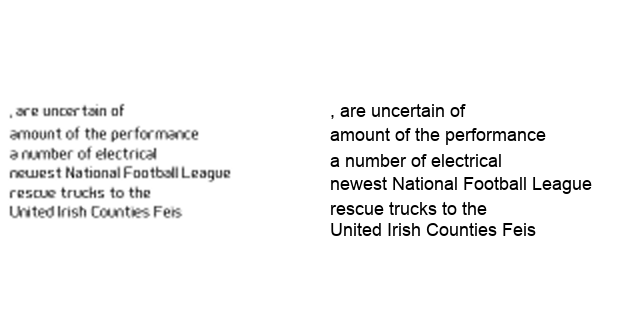 , are uncertain of
amount of the performance
a number of electrical
newest National Football League
rescue trucks to the
United Irish Counties Feis
, are uncertain of
amount of the performance
a number of electrical
newest National Football League
rescue trucks to the
United Irish Counties Feis